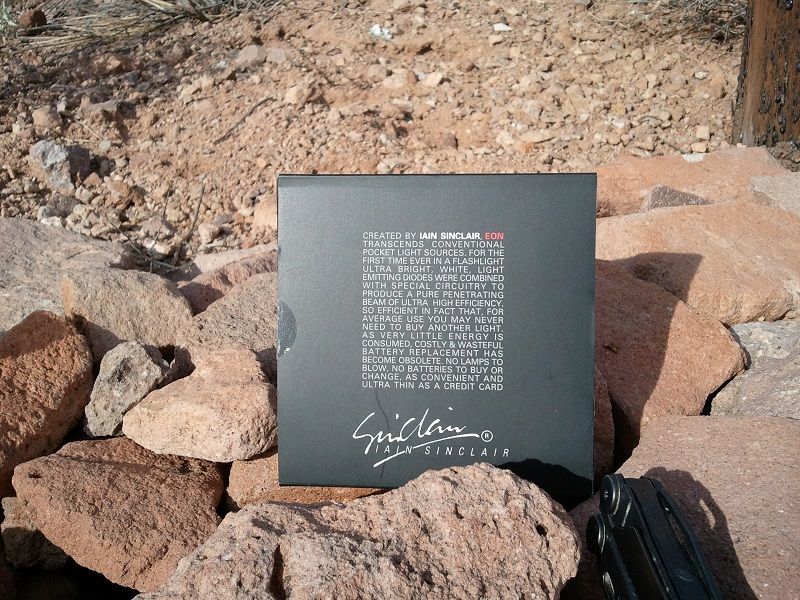 CREATED BY IAIN SINCLAIR, EON
TRANSCENDS CONVENTIONAL
POCKET LIGHT SOURCES. FOR THE
FIRST TIME EVER IN A FLASHLIGHT
ULTRA BRIGHT, WHITE, LIGHT
EMITTING DIODES WERE COMBINED
WITH SPECIAL CIRCUITRY TO
PRODUCE A PURE PENETRATING
BEAM OF ULTRA HIGH EFFICIENCY.
SO EFFICIENT IN FACT THAT, FOR
AVERAGE USE YOU MAY NEVER
NEED TO BUY ANOTHER LIGHT.
AS VERY LITTLE ENERGY IS
CONSUMED, COSTLY & WASTEFUL
BATTERY REPLACEMENT HAS
BECOME OBSOLETE. NO LAMPS TO
BLOW, NO BATTERIES TO BUY OR
CHANGE, AS CONVENIENT AND
ULTRA THIN AS A CREDIT CARD
Sinclair ®
IAIN SINCLAIR